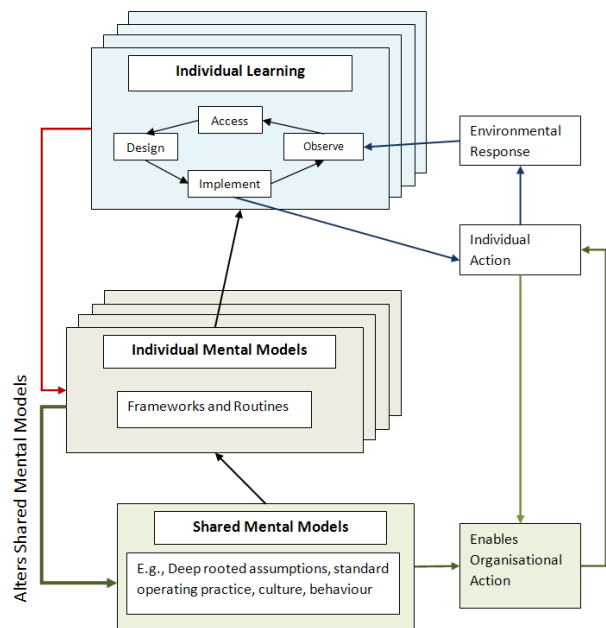 Individual Learning
Access
Design
Observe
Implement
Environmental
Response
Individual
Action
Individual Mental Models
Frameworks and Routines
Alters Shared Mental Models
Shared Mental Models
E.g., Deep rooted assumptions, standard
operating practice, culture, behaviour
Enables
Organisational
Action